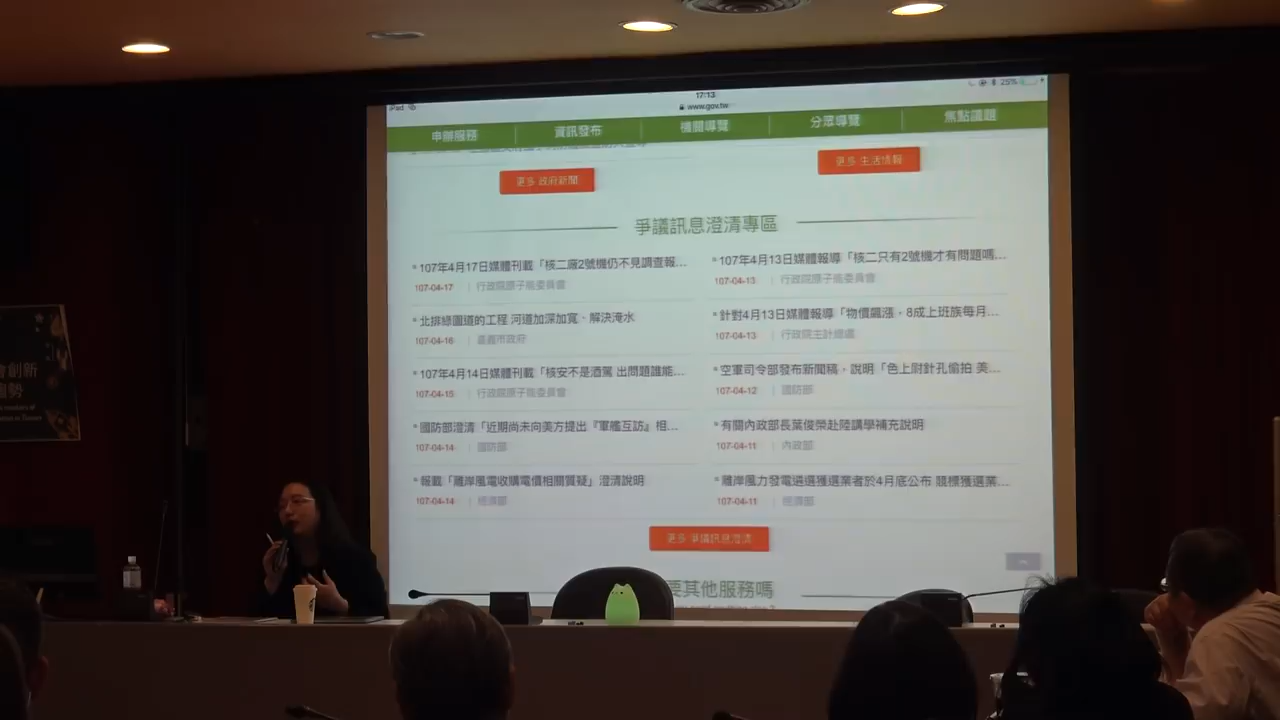 iPad
17:13
25%
www.gov.tw
申辦服務 資訊發布 機關導覽 分眾導覽 焦點議題
更多 政府新聞
更多 生活情報
爭議訊息澄清專區
107年4月17日媒體刊載「核二廠2號機仍不見調查報...
107-04-17 | 行政院原子能委員會
107年4月13日媒體報導「核二只有2號機才有問題嗎...
107-04-13 | 行政院原子能委員會
北排綠園道的工程 河道加深加寬、解決淹水
107-04-16 | 嘉義市政府
針對4月13日媒體報導「物價飆漲，8成上班族每月...
107-04-13 | 行政院主計總處
107年4月14日媒體刊載「核安不是酒駕 出問題誰能...
107-04-15 | 行政院原子能委員會
空軍司令部發布新聞稿，說明「色上尉針孔偷拍 美...
107-04-12 | 國防部
國防部澄清「近期尚未向美方提出『軍艦互訪』相...
107-04-14 | 國防部
有關內政部長葉俊榮赴陸講學補充說明
107-04-11 | 內政部
報載「離岸風電收購電價相關質疑」澄清說明
107-04-14 | 經濟部
離岸風力發電遴選獲選業者於4月底公布 競標獲選業...
107-04-11 | 經濟部
更多 爭議訊息澄清
要其他服務嗎
創新
趨勢